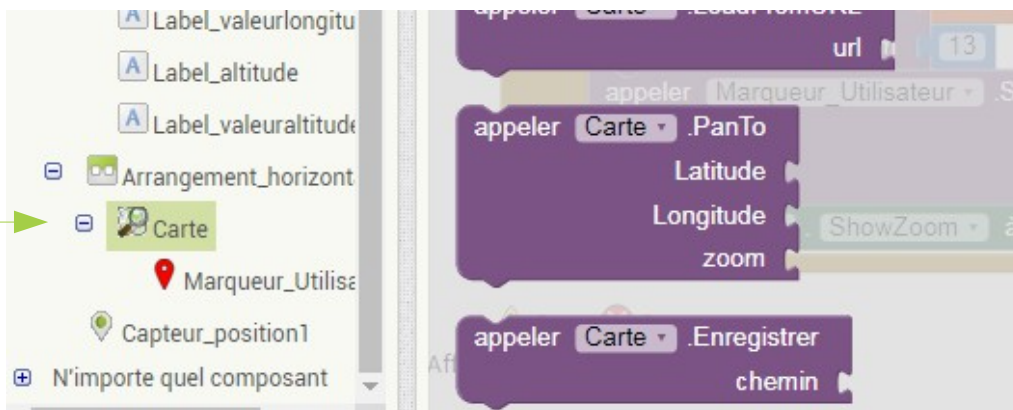 Label_valeurlongitu
Label_altitude
Label_valeuraltitude
Arrangement_horizont
Carte
Marqueur_Utilisa
Capteur_position1
N'importe quel composant
appeler Carte .LoadFromURL
url
13
appeler Marqueur_Utilisateur .S
appeler Carte .PanTo
Latitude
Longitude
ShowZoom à
zoom
appeler Carte .Enregistrer
Aff
chemin